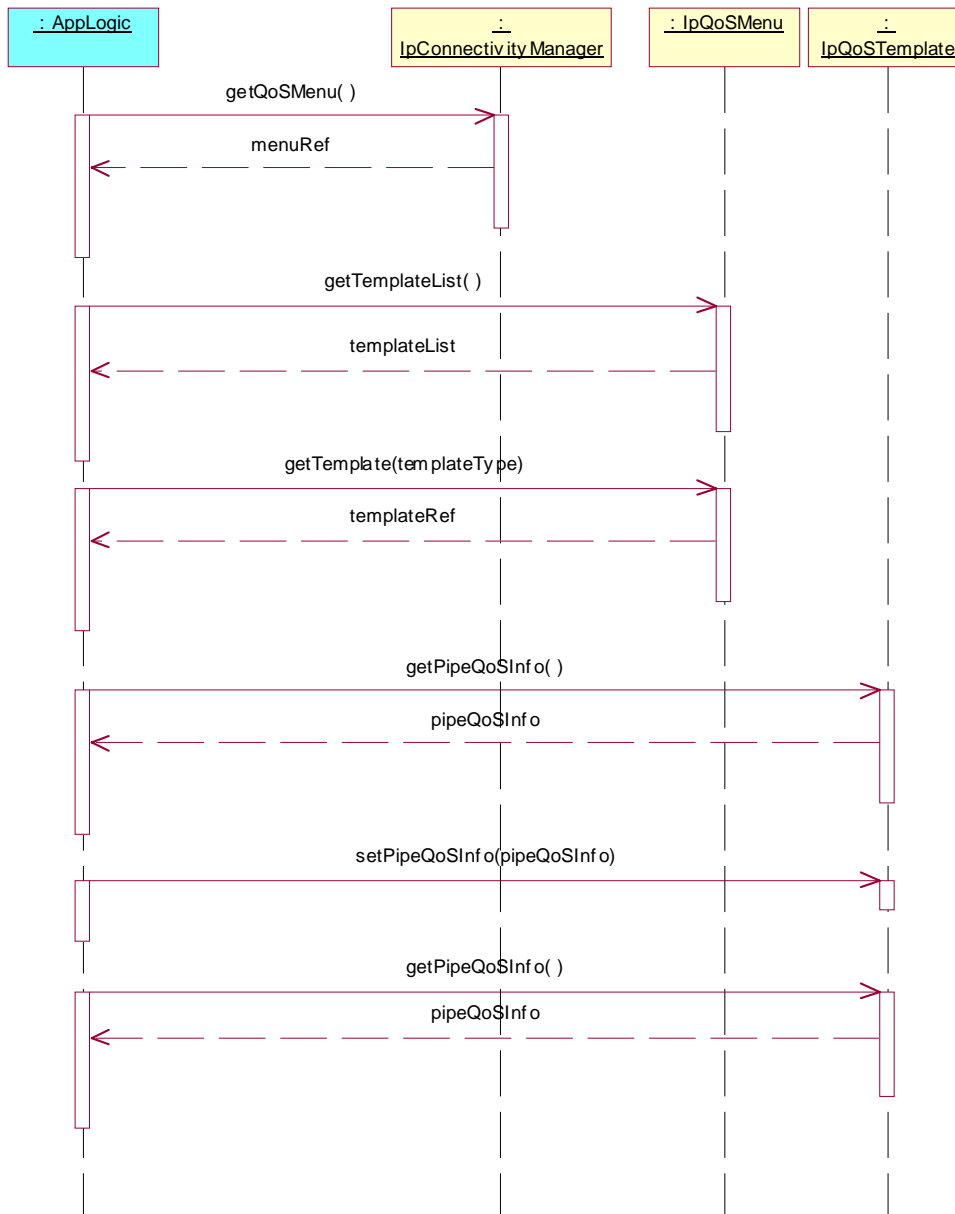 : AppLogic
:
IpConnectivityManager
: IpQoSMenu
:
IpQoSTemplate
getQoSMenu( )
menuRef
getTemplateList( )
templateList
getTemplate(templateType)
templateRef
getPipeQoSInfo( )
pipeQoSInfo
setPipeQoSInfo(pipeQoSInfo)
getPipeQoSInfo( )
pipeQoSInfo